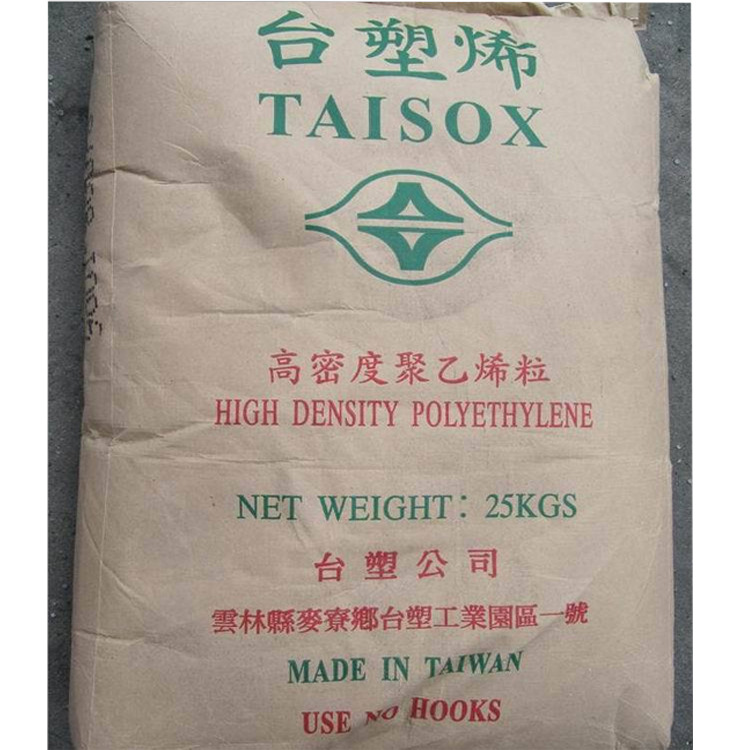 台塑烯
TAISOX
高密度聚乙烯粒
HIGH DENSITY POLYETHYLENE
NET WEIGHT: 25KGS
台塑公司
雲林縣麥寮鄉台塑工業園區一號
MADE IN TAIWAN
USE NO HOOKS